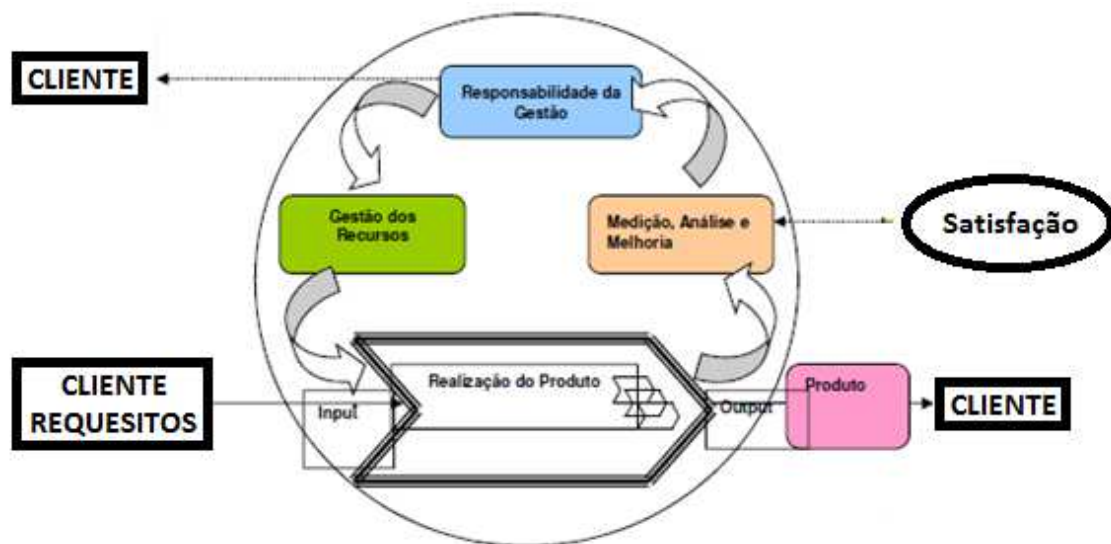 CLIENTE
Responsabilidade da
Gestão
Gestão dos
Recursos
Medição, Análise e
Melhoria
Satisfação
CLIENTE
REQUESITOS
Input
Realização do Produto
Output
Produto
CLIENTE